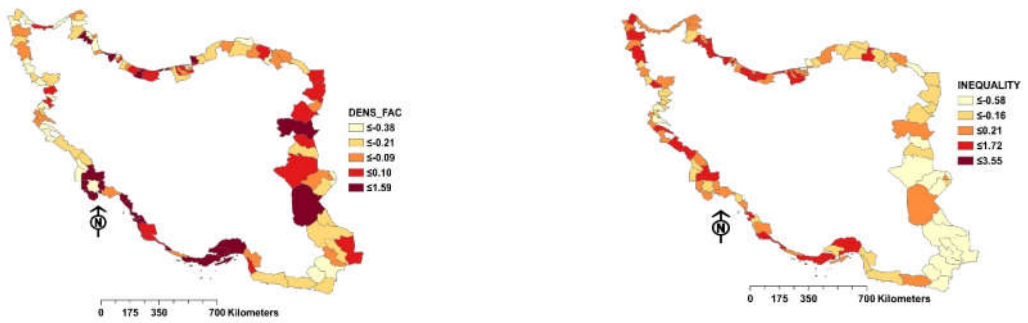 DENS_FAC
≤-0.38
≤-0.21
≤-0.09
≤0.10
≤1.59
N
0 175 350 700 Kilometers
INEQUALITY
≤-0.58
≤-0.16
≤0.21
≤1.72
≤3.55
N
0 175 350 700 Kilometers